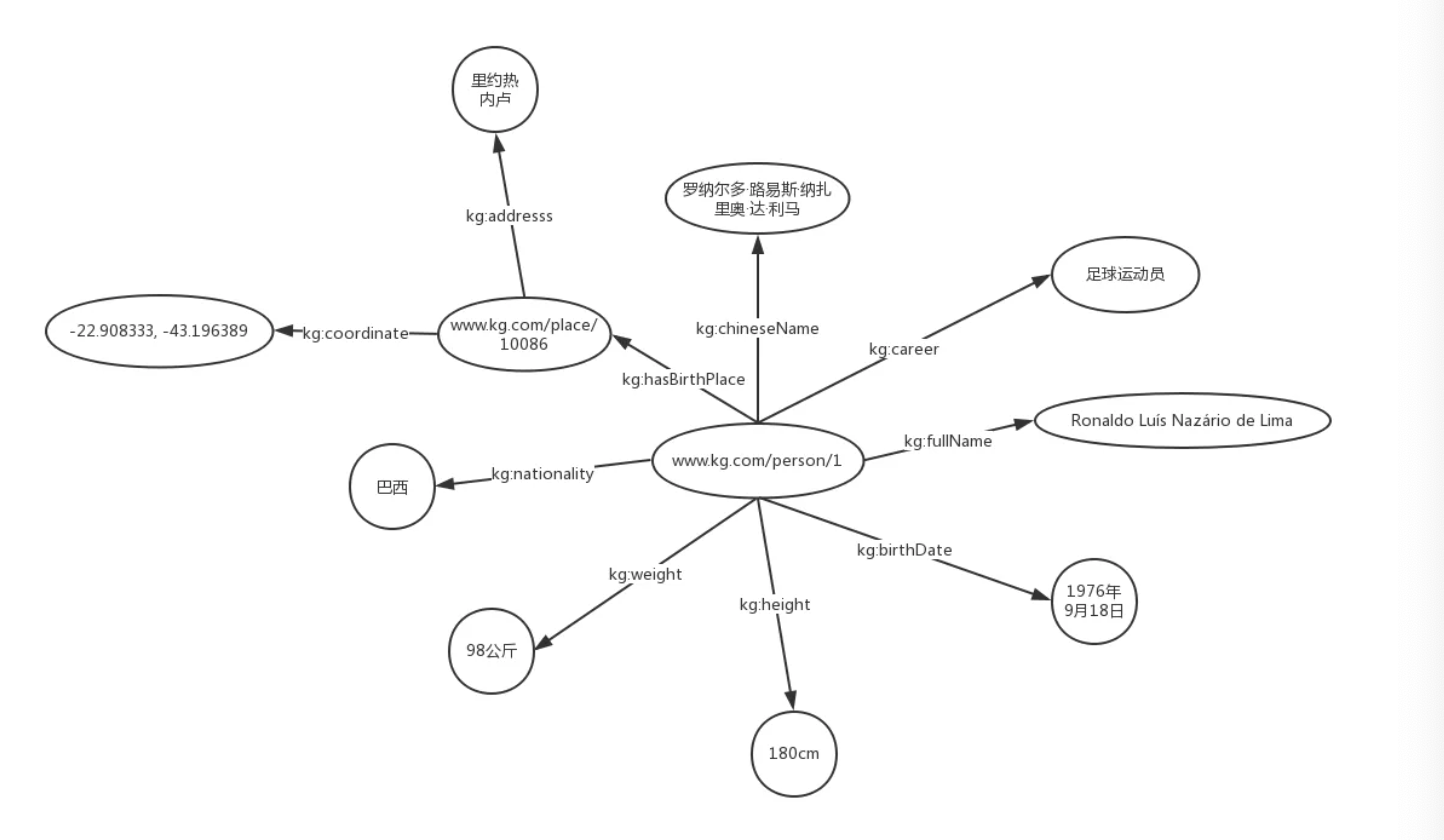 里约热
内卢
罗纳尔多·路易斯·纳扎
里奥·达·利马
kg:addresss
足球运动员
-22.908333, -43.196389
kg:coordinate
www.kg.com/place/
10086
kg:chineseName
kg:career
kg:hasBirthPlace
Ronaldo Luís Nazário de Lima
kg:fullName
www.kg.com/person/1
kg:nationality
巴西
kg:birthDate
kg:weight
kg:height
1976年
9月18日
98公斤
180cm